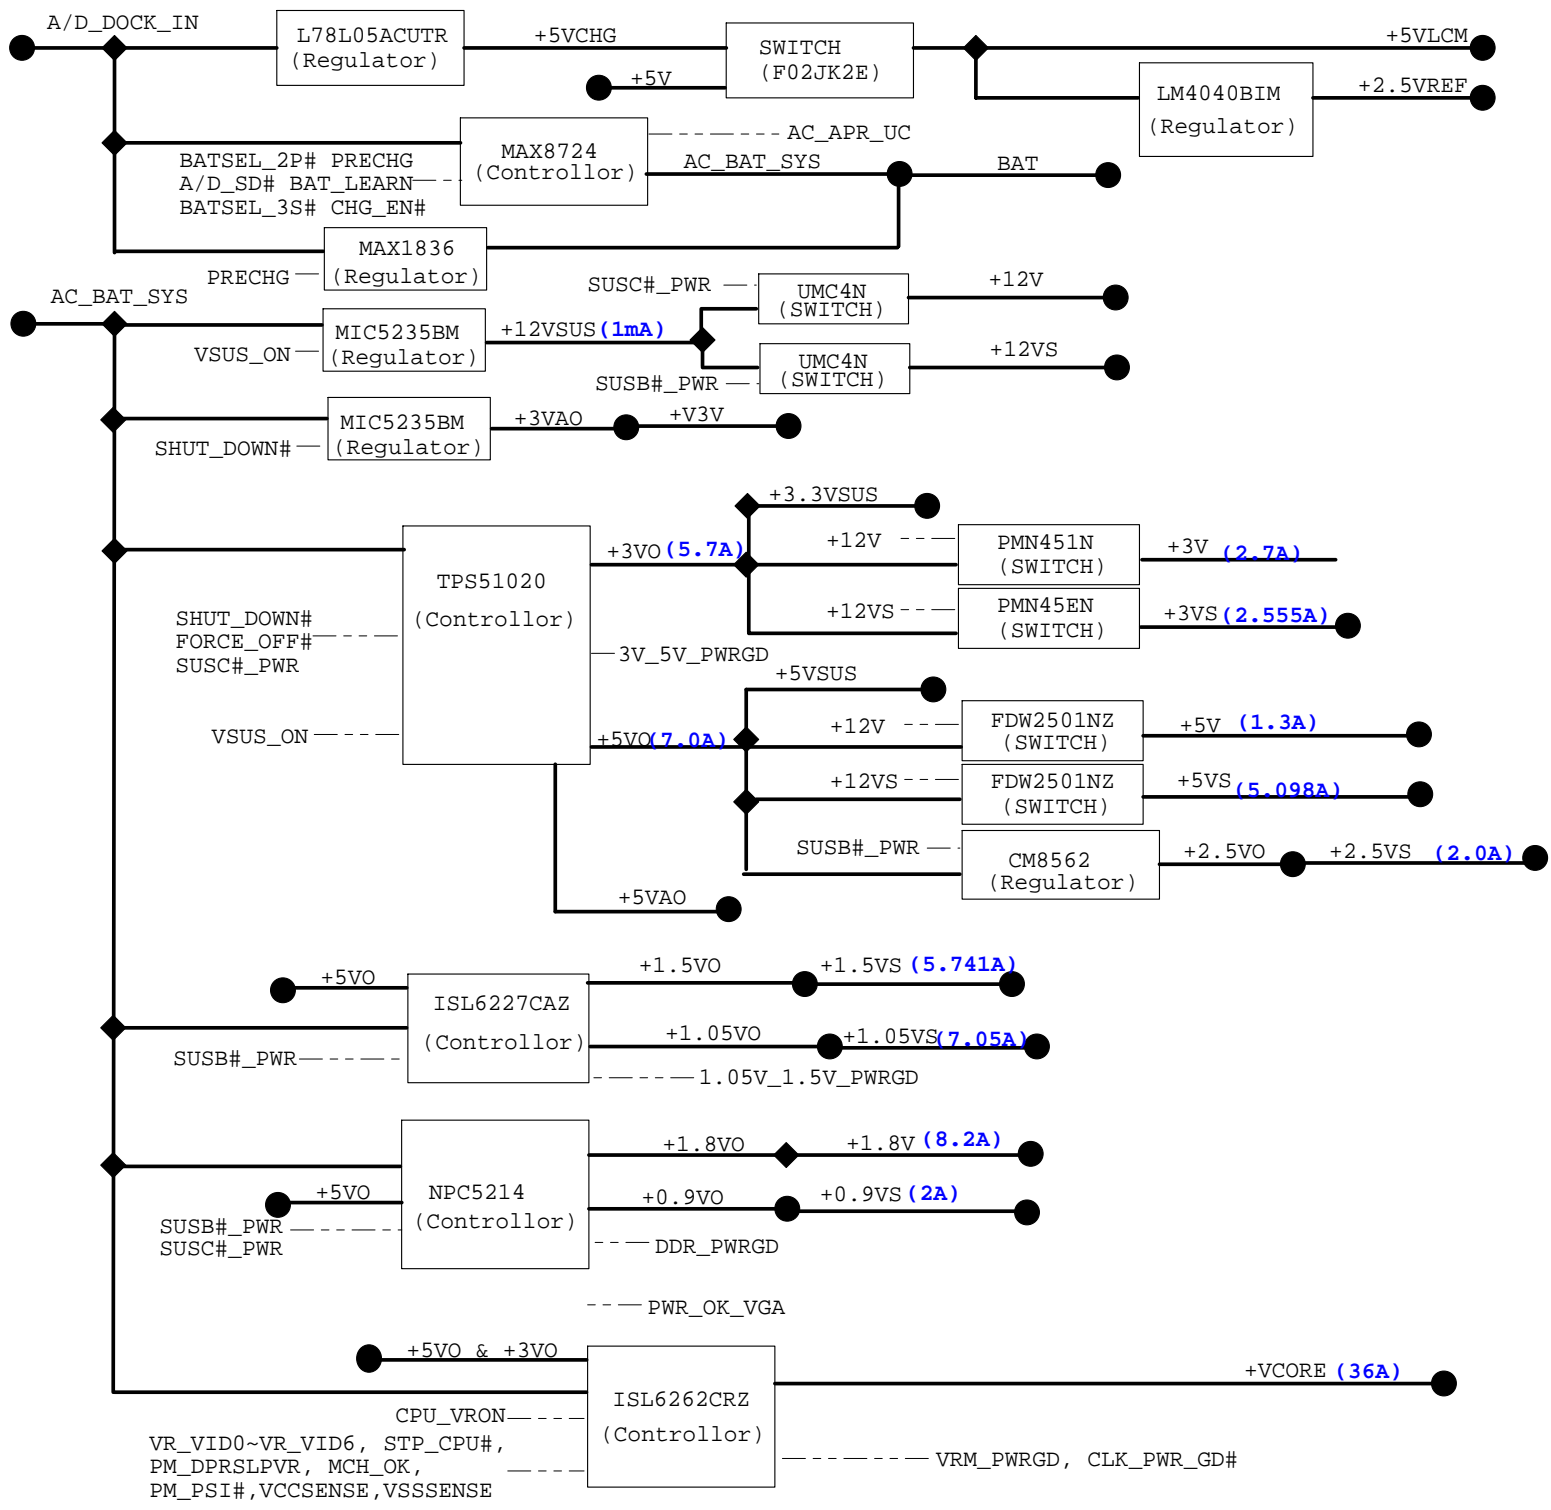 A/D_DOCK_IN
L78L05ACUTR
(Regulator)
+5VCHG
+5V
SWITCH
(F02JK2E)
+5VLCM
LM4040BIM
(Regulator)
+2.5VREF
BATSEL_2P# PRECHG
A/D_SD# BAT_LEARN
BATSEL_3S# CHG_EN#
MAX8724
(Controllor)
AC_APR_UC
AC_BAT_SYS
BAT
PRECHG
MAX1836
(Regulator)
AC_BAT_SYS
VSUS_ON
MIC5235BM
(Regulator)
+12VSUS (1mA)
SUSC#_PWR
UMC4N
(SWITCH)
+12V
SUSB#_PWR
UMC4N
(SWITCH)
+12VS
SHUT_DOWN#
MIC5235BM
(Regulator)
+3VAO
+V3V
TPS51020
(Controllor)
SHUT_DOWN#
FORCE_OFF#
SUSC#_PWR
VSUS_ON
+3VO (5.7A)
+3.3VSUS
+12V
PMN451N
(SWITCH)
+3V (2.7A)
+12VS
PMN45EN
(SWITCH)
+3VS (2.555A)
3V_5V_PWRGD
+5VO (7.0A)
+5VSUS
+12V
FDW2501NZ
(SWITCH)
+5V (1.3A)
+12VS
FDW2501NZ
(SWITCH)
+5VS (5.098A)
SUSB#_PWR
CM8562
(Regulator)
+2.5VO
+2.5VS (2.0A)
+5VAO
+5VO
SUSB#_PWR
ISL6227CAZ
(Controllor)
+1.5VO
+1.5VS (5.741A)
+1.05VO
+1.05VS (7.05A)
1.05V_1.5V_PWRGD
+5VO
SUSB#_PWR
SUSC#_PWR
NPC5214
(Controllor)
+1.8VO
+1.8V (8.2A)
+0.9VO
+0.9VS (2A)
DDR_PWRGD
PWR_OK_VGA
+5VO & +3VO
CPU_VRON
VR_VID0~VR_VID6, STP_CPU#,
PM_DPRSLPVR, MCH_OK,
PM_PSI#,VCCSENSE,VSSSENSE
ISL6262CRZ
(Controllor)
+VCORE (36A)
VRM_PWRGD, CLK_PWR_GD#